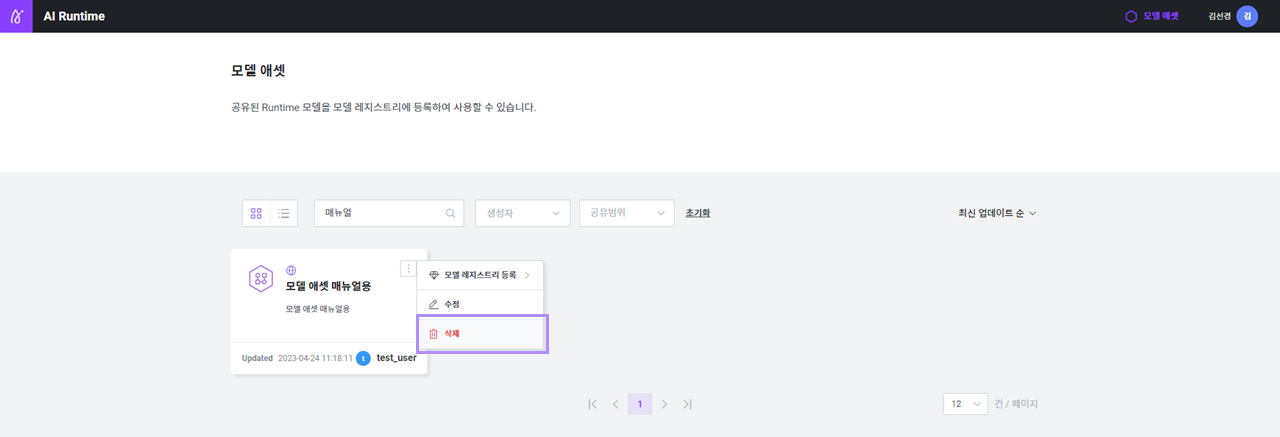 AI Runtime
모델 애셋
김선경
김
모델 애셋
공유된 Runtime 모델을 모델 레지스트리에 등록하여 사용할 수 있습니다.
매뉴얼
생성자
공유범위
초기화
최신 업데이트 순
모델 애셋 매뉴얼용
모델 애셋 매뉴얼용
모델 레지스트리 등록
수정
삭제
Updated 2023-04-24 11:18:11 t test_user
1
12 건 / 페이지